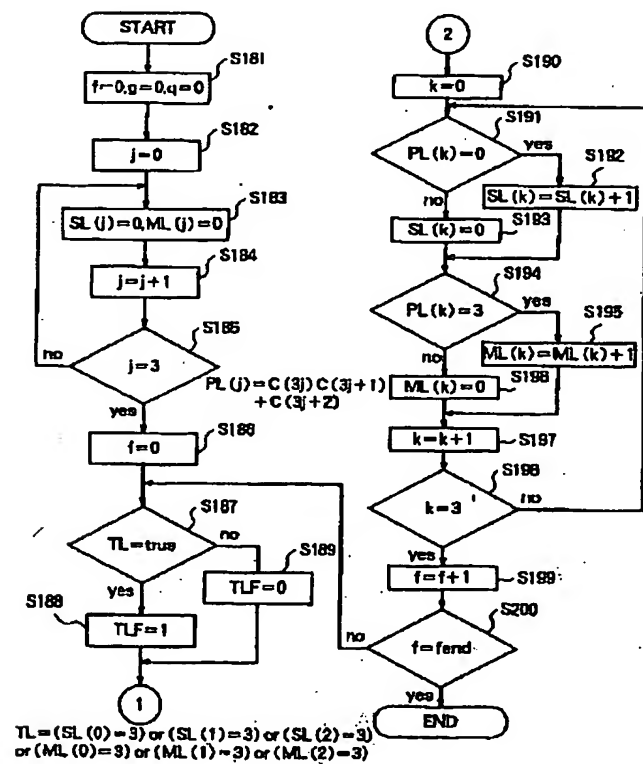 START
S181
f=0,g=0,q=0
S182
j=0
S183
SL(j)=0,ML(j)=0
S184
j=j+1
S185
j=3
no
yes
PL(j)=C(3j)C(3j+1)
+C(3j+2)
S186
f=0
S187
TL=true
no
yes
S189
TLF=0
S188
TLF=1
1
TL=(SL(0)=3) or (SL(1)=3) or (SL(2)=3)
or (ML(0)=3) or (ML(1)=3) or (ML(2)=3)
2
S190
k=0
S191
PL(k)=0
yes
no
S192
SL(k)=SL(k)+1
S193
SL(k)=0
S194
PL(k)=3
yes
no
S195
ML(k)=ML(k)+1
S196
ML(k)=0
S197
k=k+1
S198
k=3
no
yes
S199
f=f+1
S200
f=fend
no
yes
END